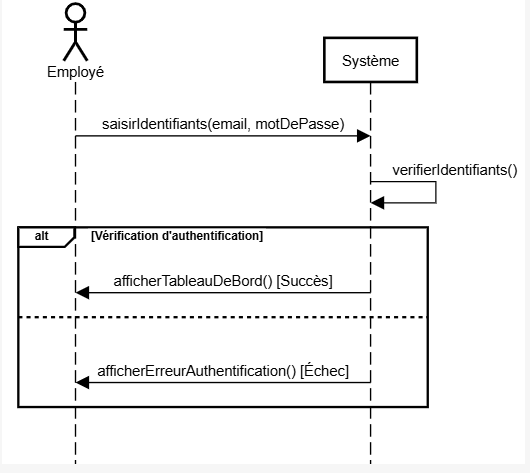 Employé
Système
saisirIdentifiants(email, motDePasse)
verifierIdentifiants()
alt [Vérification d'authentification]
afficherTableauDeBord() [Succès]
afficherErreurAuthentification() [Échec]